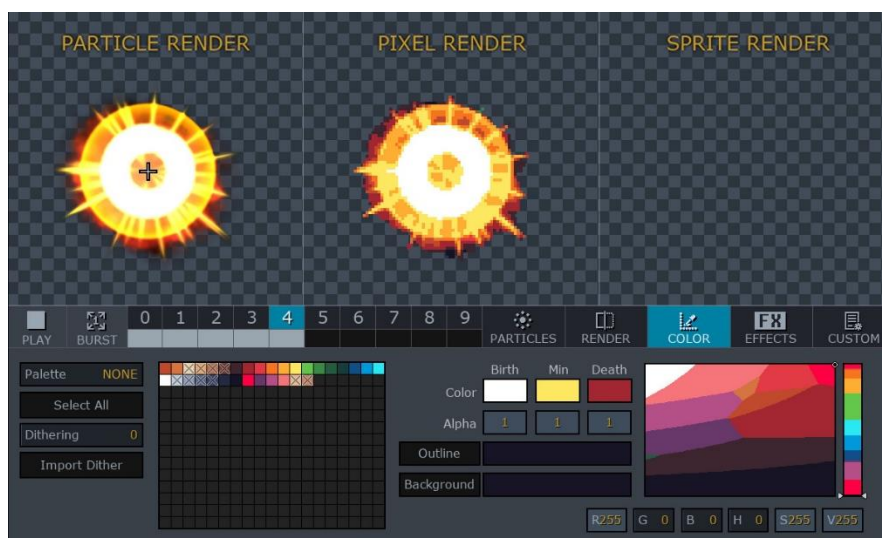 PARTICLE RENDER
PIXEL RENDER
SPRITE RENDER
PLAY
1
BURST
0 1 2 3 4 5 6 7 8 9
PARTICLES
RENDER
COLOR
FX
EFFECTS
CUSTOM
Palette NONE
Select All
Dithering 0
Import Dither
Birth Min Death
Color
Alpha 1 1 1
Outline
Background
R255 G 0 B 0 H 0 S255 V255